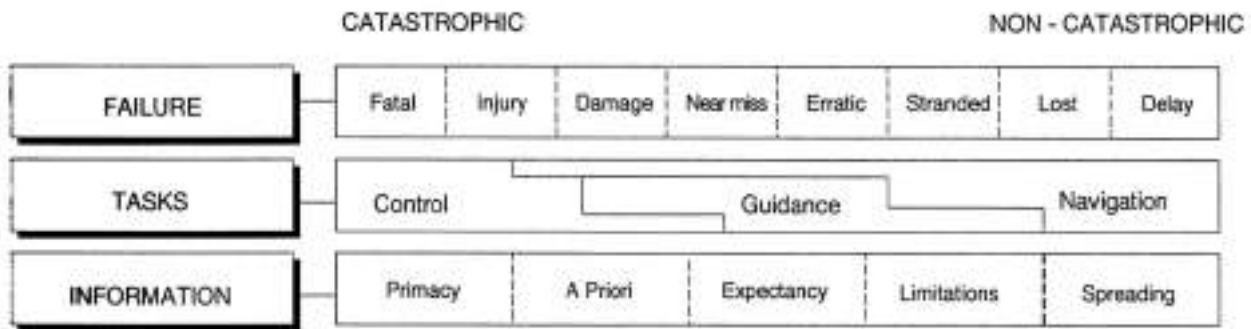 CATASTROPHIC NON - CATASTROPHIC
FAILURE Fatal Injury Damage Near miss Erratic Stranded Lost Delay
TASKS Control Guidance Navigation
INFORMATION Primacy A Priori Expectancy Limitations Spreading